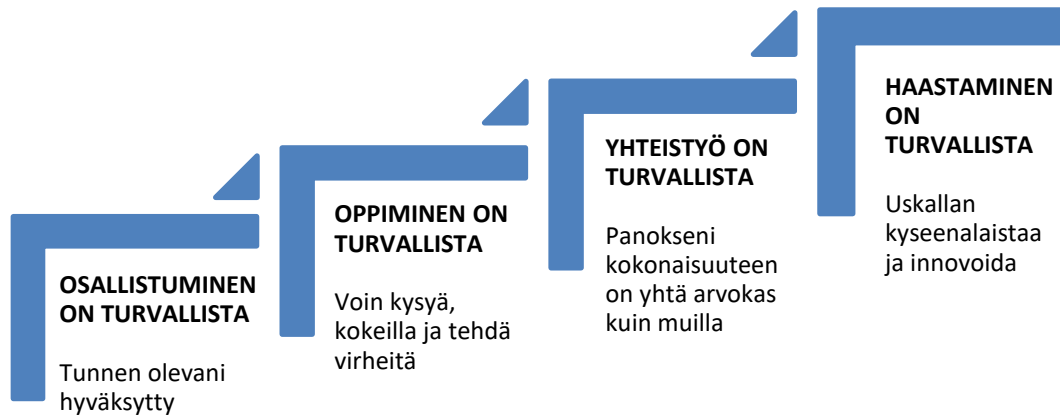 OSALLISTUMINEN
ON TURVALLISTA
Tunnen olevani
hyväksytty
OPPIMINEN ON
TURVALLISTA
Voin kysyä,
kokeilla ja tehdä
virheitä
YHTEISTYÖ ON
TURVALLISTA
Panokseni
kokonaisuuteen
on yhtä arvokas
kuin muilla
HAASTAMINEN
ON
TURVALLISTA
Uskallan
kyseenalaistaa
ja innovoida